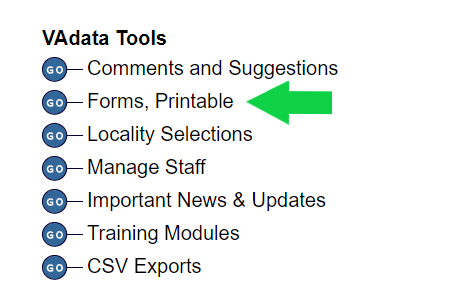 VAdata Tools
GO Comments and Suggestions
GO Forms, Printable
GO Locality Selections
GO Manage Staff
GO Important News & Updates
GO Training Modules
GO CSV Exports